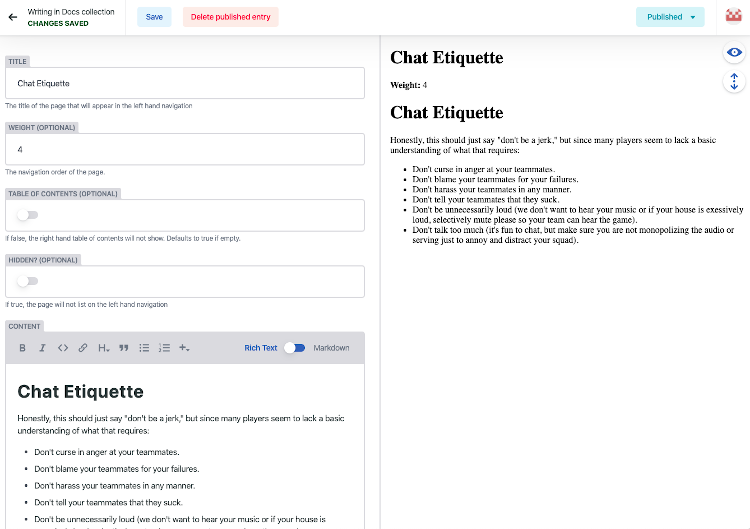 Writing in Docs collection
CHANGES SAVED
Save
Delete published entry
Published
TITLE
Chat Etiquette
The title of the page that will appear in the left hand navigation
WEIGHT (OPTIONAL)
4
The navigation order of the page.
TABLE OF CONTENTS (OPTIONAL)
If false, the right hand table of contents will not show. Defaults to true if empty.
HIDDEN? (OPTIONAL)
If true, the page will not list on the left hand navigation
CONTENT
B I <> H Rich Text Markdown
Chat Etiquette
Honestly, this should just say "don't be a jerk," but since many players seem to lack a basic
understanding of what that requires:
• Don't curse in anger at your teammates.
• Don't blame your teammates for your failures.
• Don't harass your teammates in any manner.
• Don't tell your teammates that they suck.
• Don't be unnecessarily loud (we don't want to hear your music or if your house is
Chat Etiquette
Weight: 4
Chat Etiquette
Honestly, this should just say "don't be a jerk," but since many players seem to lack a basic
understanding of what that requires:
• Don't curse in anger at your teammates.
• Don't blame your teammates for your failures.
• Don't harass your teammates in any manner.
• Don't tell your teammates that they suck.
• Don't be unnecessarily loud (we don't want to hear your music or if your house is exessively
loud, selectively mute please so your team can hear the game).
• Don't talk too much (it's fun to chat, but make sure you are not monopolizing the audio or
serving just to annoy and distract your squad).